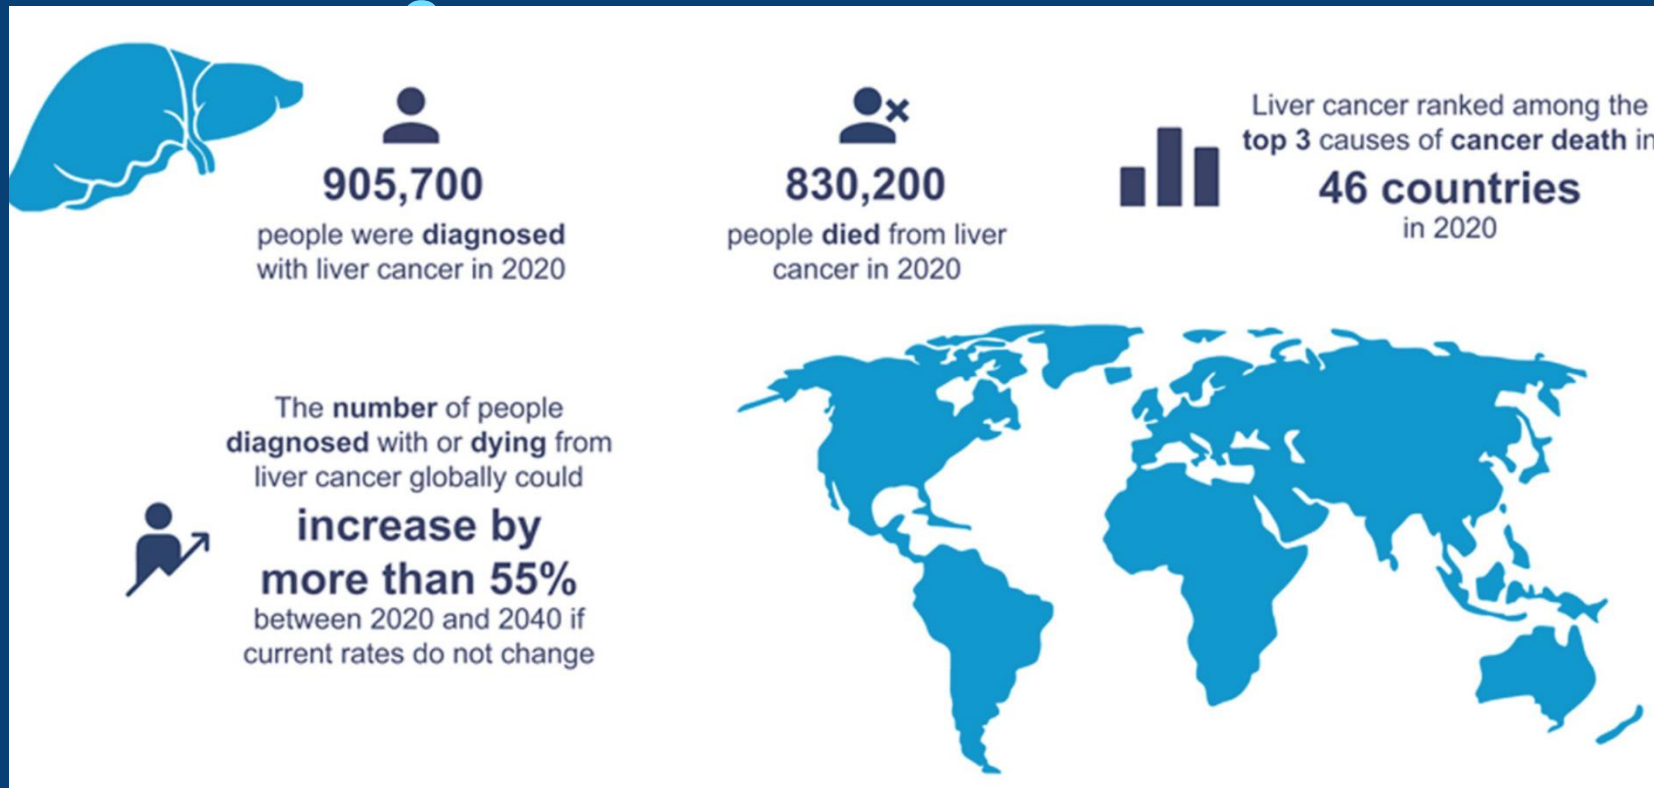 905,700
people were diagnosed
with liver cancer in 2020
830,200
people died from liver
cancer in 2020
Liver cancer ranked among the
top 3 causes of cancer death in
46 countries
in 2020
The number of people
diagnosed with or dying from
liver cancer globally could
increase by
more than 55%
between 2020 and 2040 if
current rates do not change